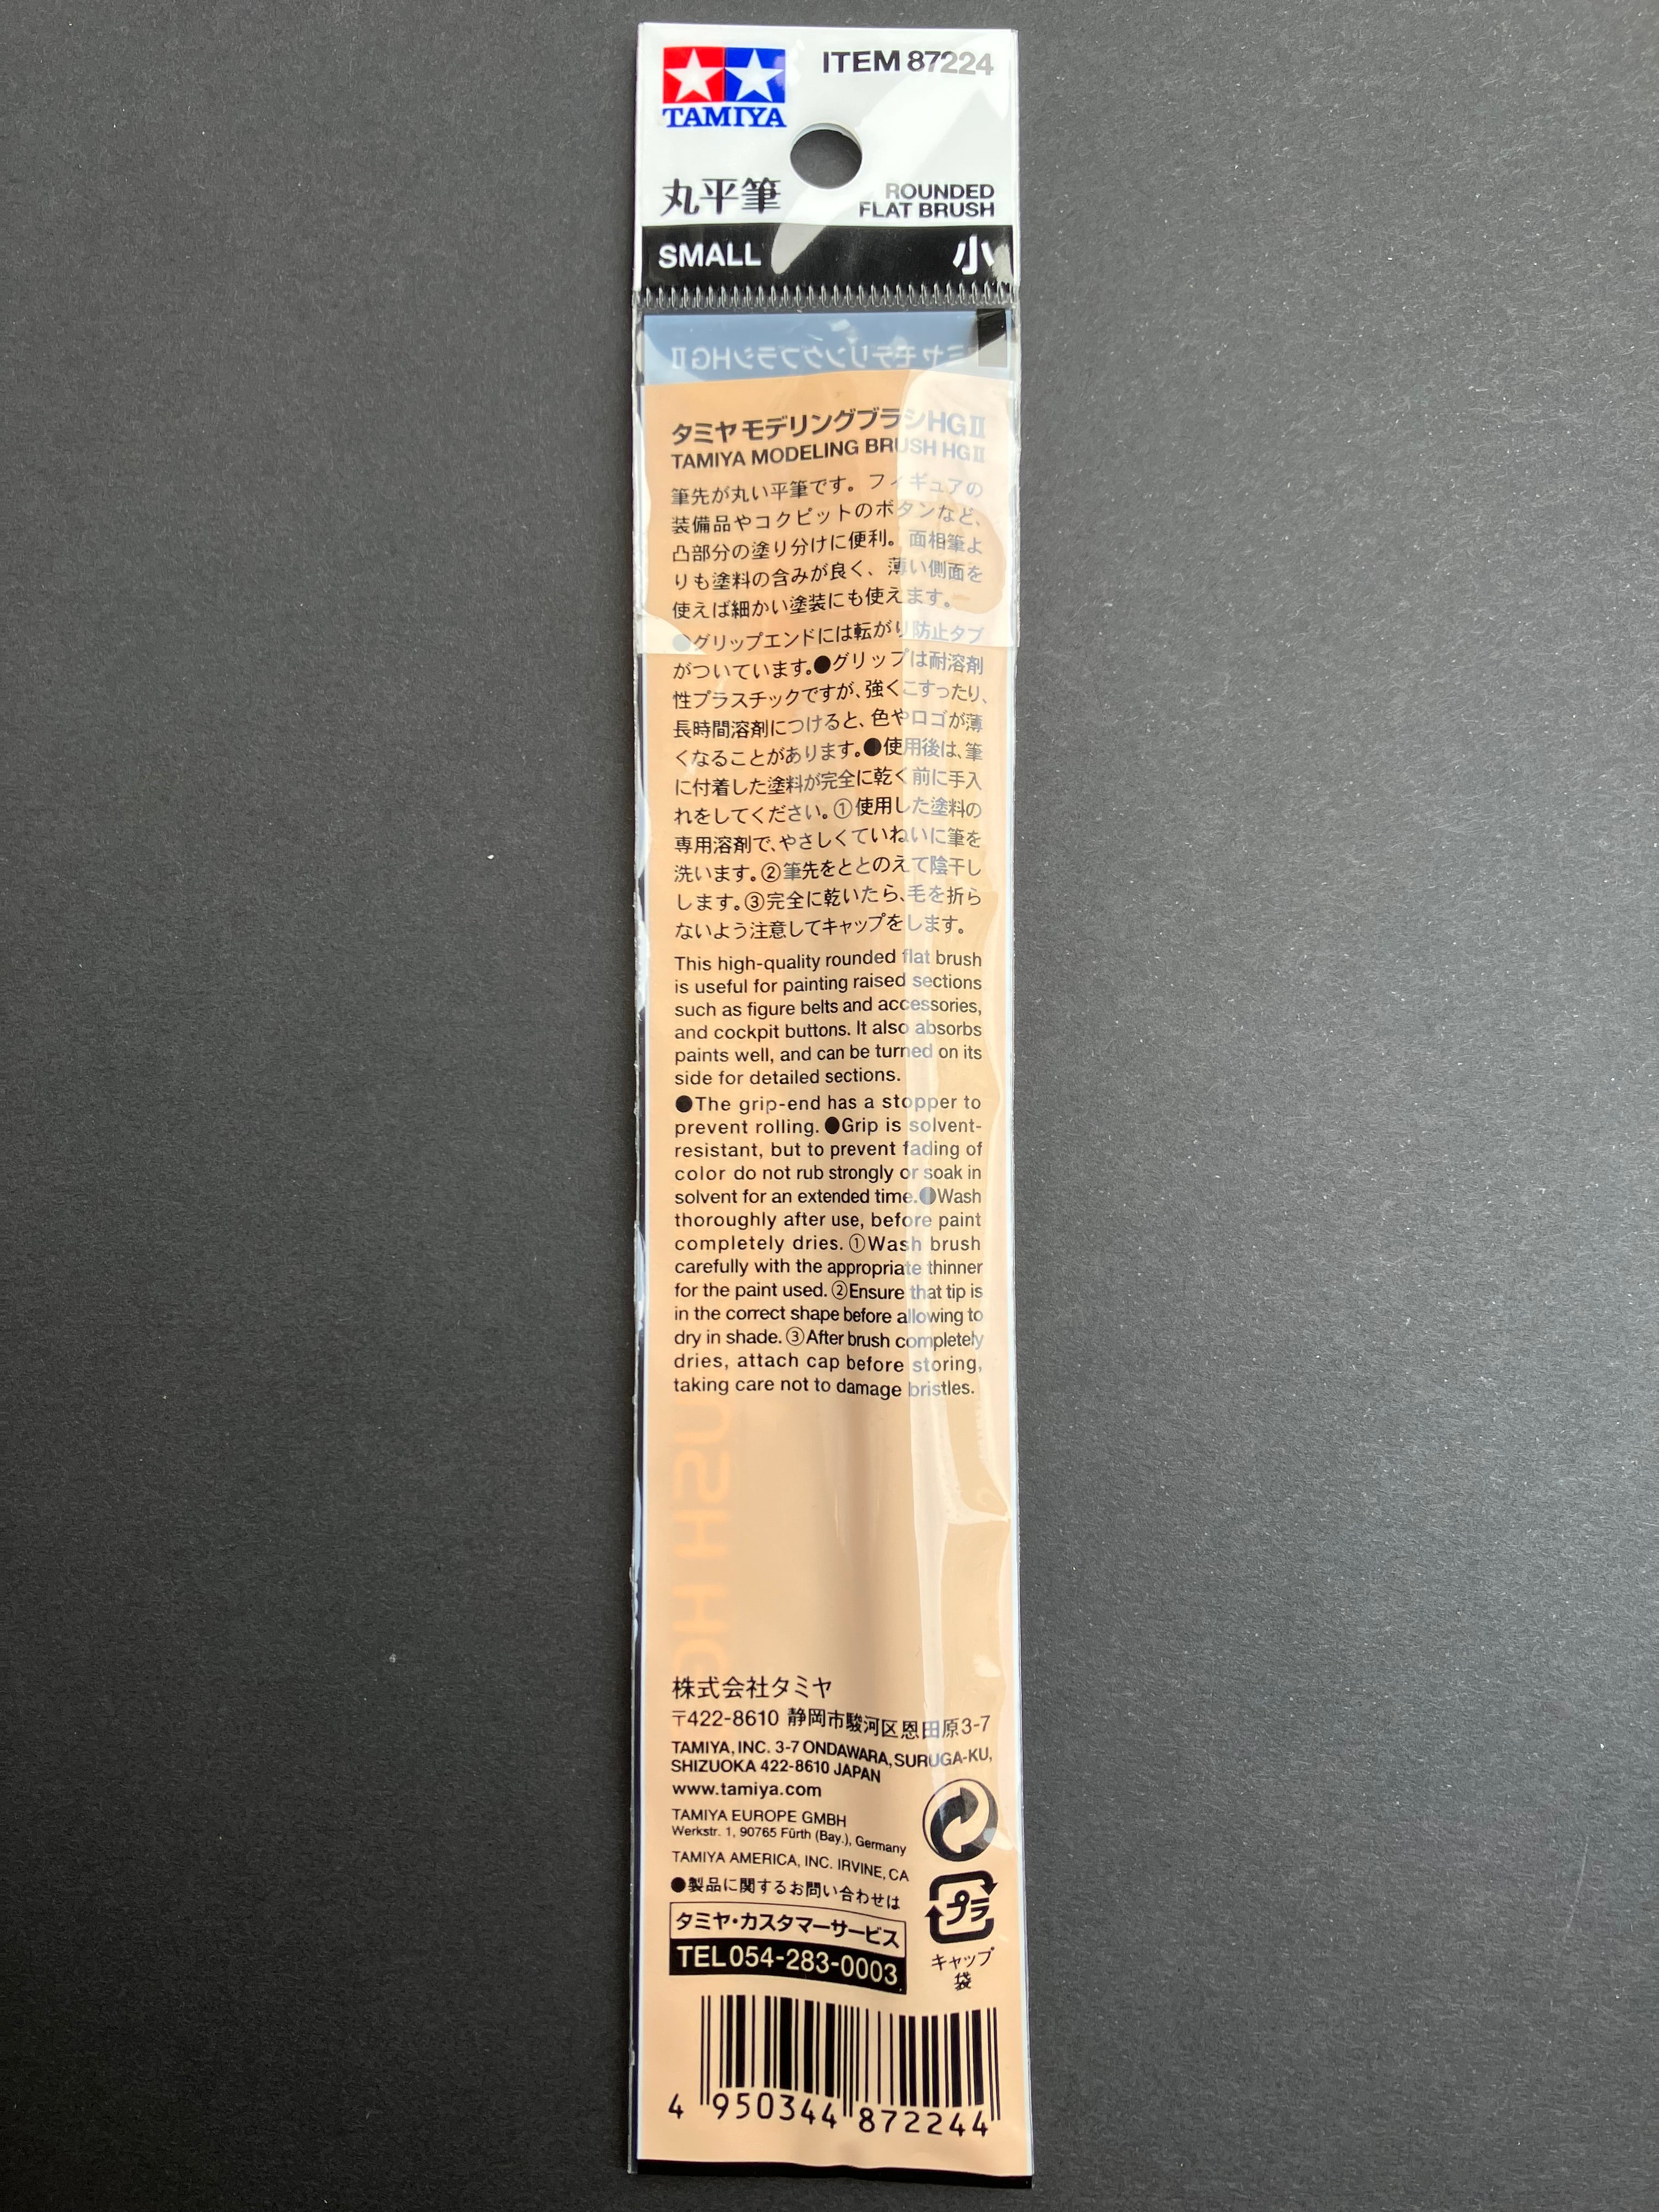 TAMIYA
ITEM 87224
丸平筆
ROUNDED
FLAT BRUSH
SMALL 小
タミヤモデリングブラシHGⅡ
タミヤモデリングブラシHGⅡ
TAMIYA MODELING BRUSH HGⅡ
筆先が丸い平筆です。フィギュアの
装備品やコクピットのボタンなど、
凸部分の塗り分けに便利。面相筆よ
りも塗料の含みが良く、薄い側面を
使えば細かい塗装にも使えます。
●グリップエンドには転がり防止タブ
がついています。●グリップは耐溶剤
性プラスチックですが、強くこすったり、
長時間溶剤につけると、色やロゴが薄
くなることがあります。●使用後は、筆
に付着した塗料が完全に乾く前に手入
れをしてください。①使用した塗料の
専用溶剤で、やさしくていねいに筆を
洗います。②筆先をととのえて陰干し
します。③完全に乾いたら、毛を折ら
ないよう注意してキャップをします。
This high-quality rounded flat brush
is useful for painting raised sections
such as figure belts and accessories,
and cockpit buttons. It also absorbs
paints well, and can be turned on its
side for detailed sections.
●The grip-end has a stopper to
prevent rolling. ●Grip is solvent-
resistant, but to prevent fading of
color do not rub strongly or soak in
solvent for an extended time.●Wash
thoroughly after use, before paint
completely dries. ①Wash brush
carefully with the appropriate thinner
for the paint used. ②Ensure that tip is
in the correct shape before allowing to
dry in shade. ③After brush completely
dries, attach cap before storing,
taking care not to damage bristles.
株式会社タミヤ
〒422-8610 静岡市駿河区恩田原3-7
TAMIYA, INC. 3-7 ONDAWARA, SURUGA-KU,
SHIZUOKA 422-8610 JAPAN
www.tamiya.com
TAMIYA EUROPE GMBH
Werkstr. 1, 90765 Fürth (Bay.), Germany
TAMIYA AMERICA, INC. IRVINE, CA
●製品に関するお問い合わせは
タミヤ・カスタマーサービス
TEL 054-283-0003
プラ
キャップ
袋
4 950344 872244